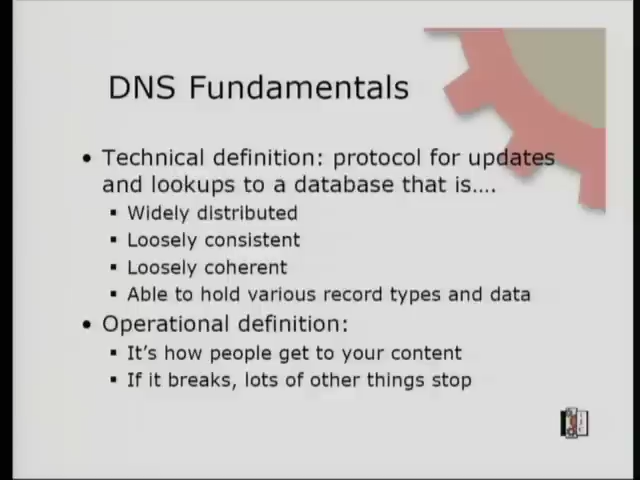 DNS Fundamentals
• Technical definition: protocol for updates
and lookups to a database that is....
▪ Widely distributed
▪ Loosely consistent
▪ Loosely coherent
▪ Able to hold various record types and data
• Operational definition:
▪ It's how people get to your content
▪ If it breaks, lots of other things stop